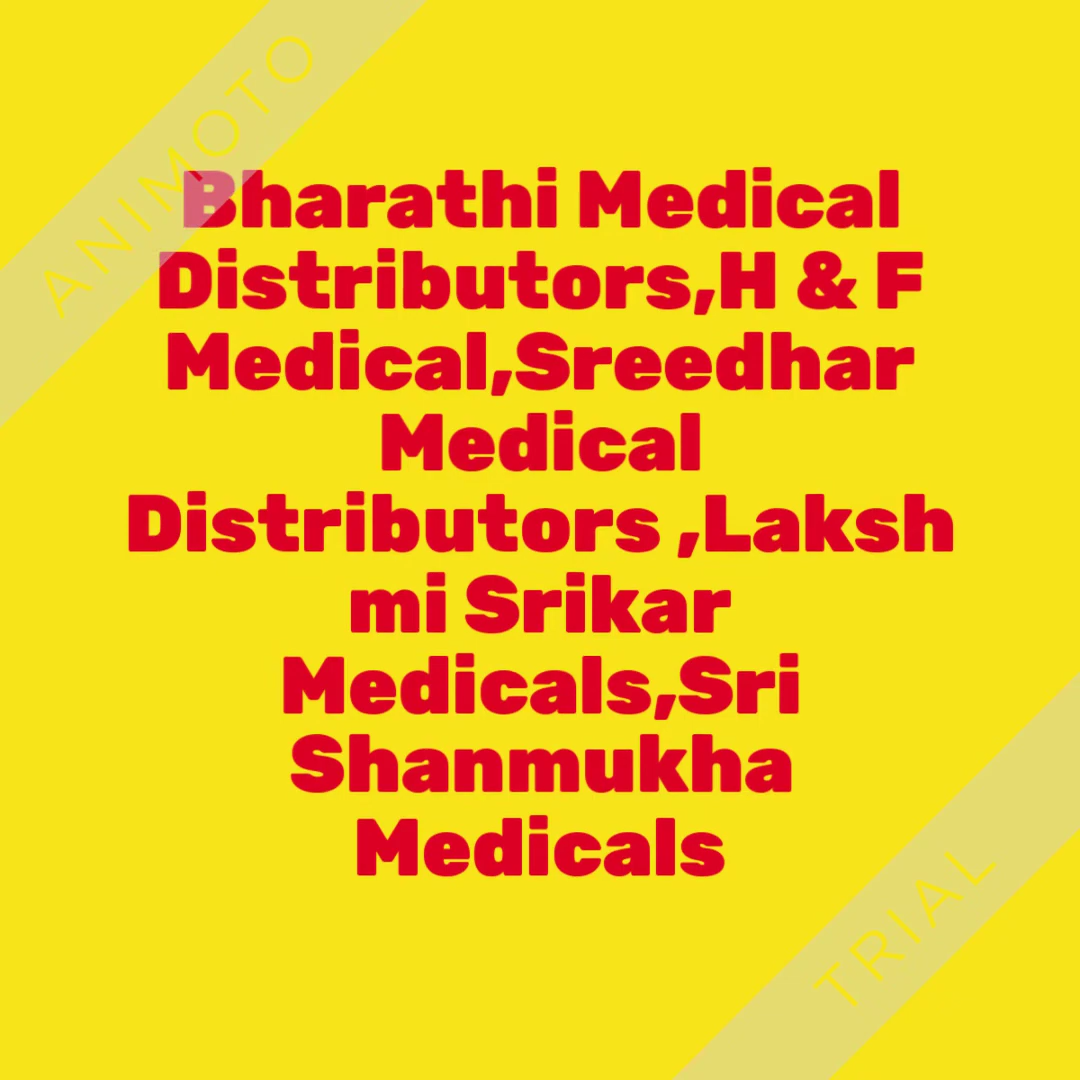 ANIMOTO
Bharathi Medical
Distributors,H & F
Medical,Sreedhar
Medical
Distributors ,Laksh
mi Srikar
Medicals,Sri
Shanmukha
Medicals
TRIAL